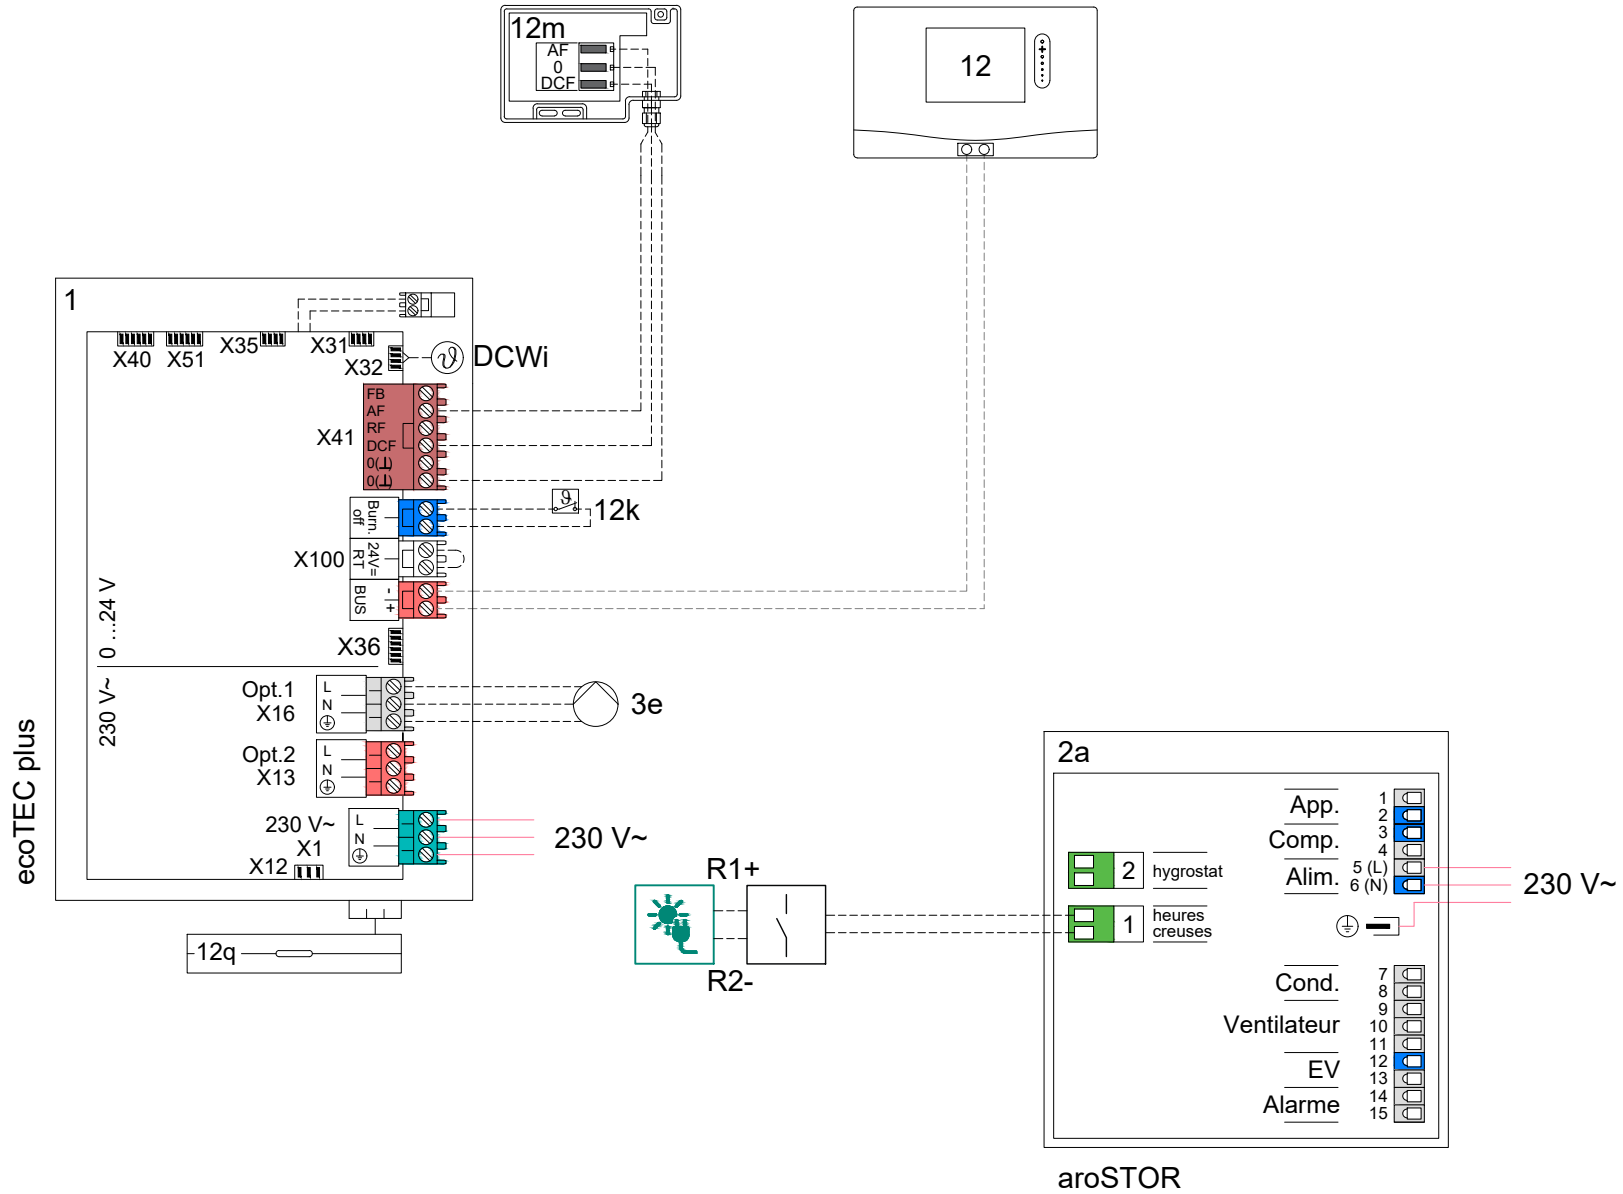 12m
AF
0
DCF
12
1
X40
X51
X35
X31
X32
DCWi
FB
AF
RF
DCF
0(⊥)
0(⊥)
X41
Burn.
off
12k
X100
24V=
RT
BUS
-
+
0 ...24 V
X36
230 V~
Opt.1
X16
L
N
3e
Opt.2
X13
L
N
230 V~
X1
L
N
230 V~
X12
ecoTEC plus
12q
R1+
R2-
2a
App.
1
2
Comp.
3
4
Alim.
5 (L)
6 (N)
230 V~
2
hygrostat
1
heures
creuses
Cond.
7
8
9
Ventilateur
10
11
EV
12
13
Alarme
14
15
aroSTOR